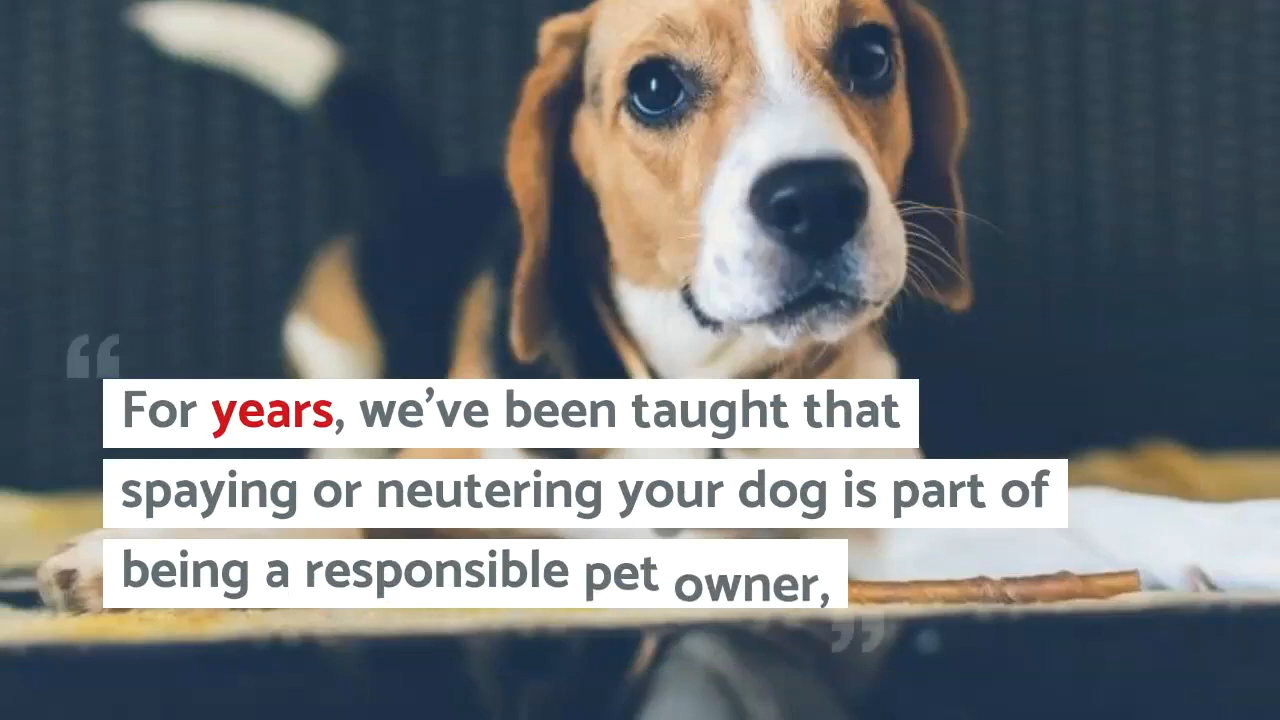 “
For years, we’ve been taught that
spaying or neutering your dog is part of
being a responsible pet owner,
”